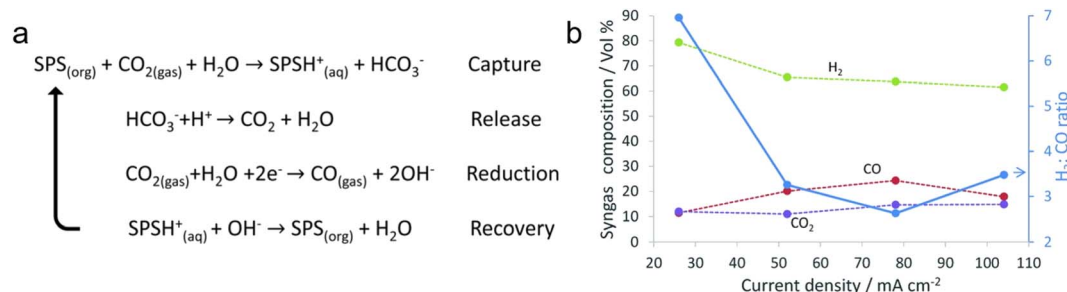 a
SPS(org) + CO2(gas) + H2O → SPSH+(aq) + HCO3- Capture
HCO3-+H+ → CO2 + H2O Release
CO2(gas)+H2O +2e- → CO(gas) + 2OH- Reduction
SPSH+(aq) + OH- → SPS(org) + H2O Recovery
b
Syngas composition / Vol %
90
80
70
60
50
40
30
20
10
0
H2
CO
CO2
7
6
5
4
3
2
H2: CO ratio
20 30 40 50 60 70 80 90 100 110
Current density / mA cm-2